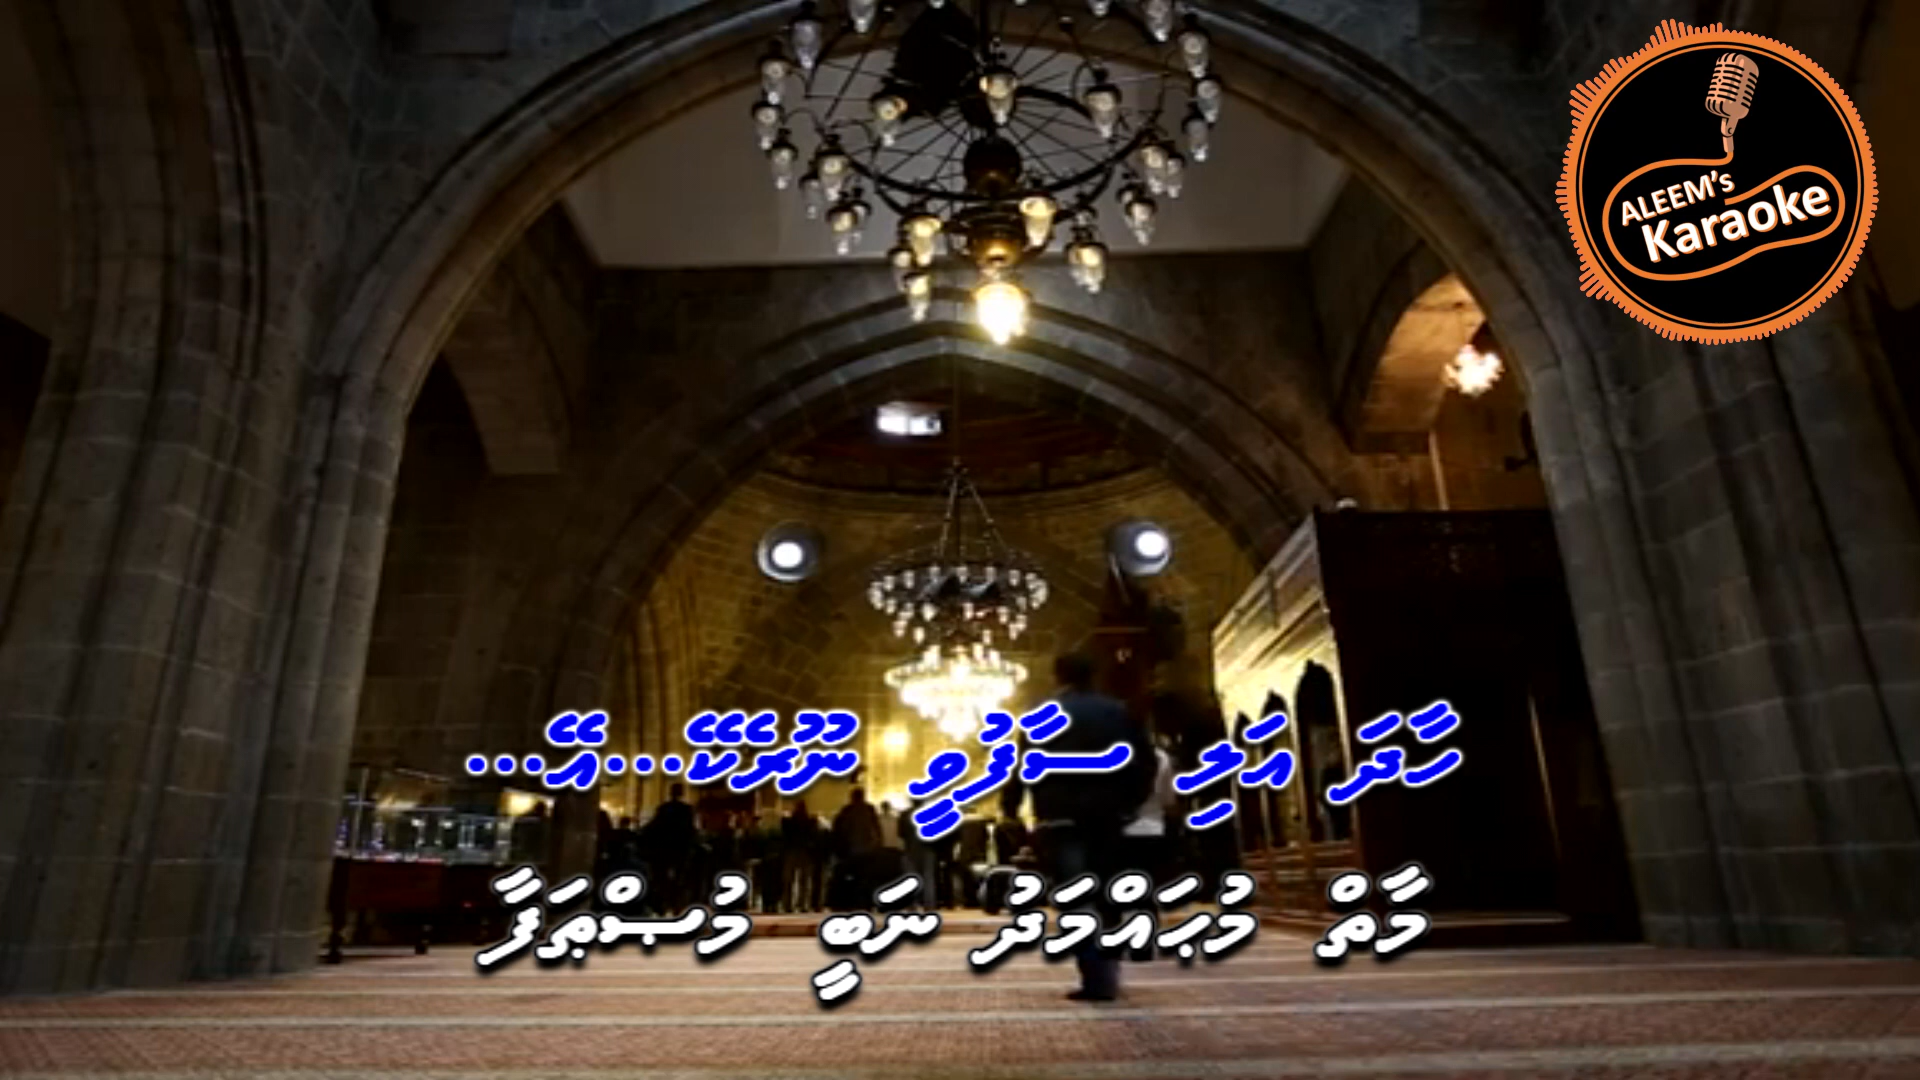 ALEEM's
Karaoke
ހާދަ އަލި ސާފުވީ ނޫރެކޭ...އޭ...
މާތް މުޙައްމަދު ނަބީ މުޞްޠަފާ